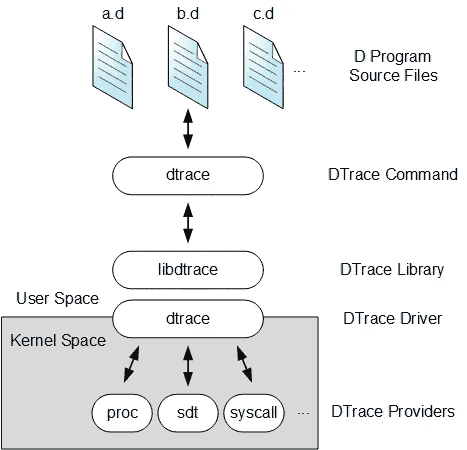 a.d b.d c.d
... D Program
Source Files
dtrace DTrace Command
libdtrace DTrace Library
User Space
dtrace DTrace Driver
Kernel Space
proc sdt syscall ... DTrace Providers